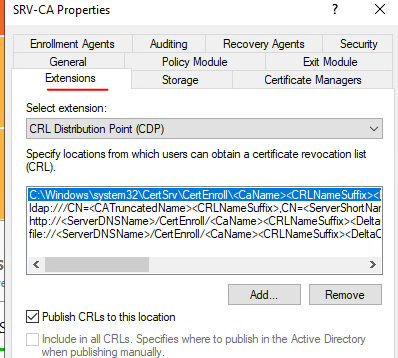 SRV-CA Properties
Enrollment Agents Auditing Recovery Agents Security
General Policy Module Exit Module
Extensions Storage Certificate Managers
Select extension:
CRL Distribution Point (CDP)
Specify locations from which users can obtain a certificate revocation
list (CRL).
C:\Windows\system32\CertSrv\CertEnroll\<CaName><CRLNameSuffix><
ldap:///CN=<CATruncatedName><CRLNameSuffix>,CN=<ServerShortNam
http://<ServerDNSName>/CertEnroll/<CaName><CRLNameSuffix><Delta
file://<ServerDNSName>/CertEnroll/<CaName><CRLNameSuffix><DeltaC
Add... Remove
Publish CRLs to this location
Include in all CRLs. Specifies where to publish in the Active Directory
when publishing manually.